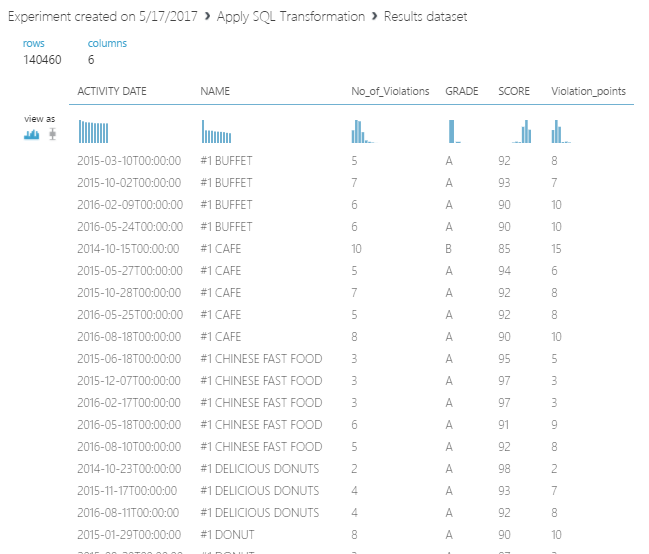 Experiment created on 5/17/2017 › Apply SQL Transformation › Results dataset
rows columns
140460 6
ACTIVITY DATE NAME No_of_Violations GRADE SCORE Violation_points
view as
2015-03-10T00:00:00 #1 BUFFET 5 A 92 8
2015-10-02T00:00:00 #1 BUFFET 7 A 93 7
2016-02-09T00:00:00 #1 BUFFET 6 A 90 10
2016-05-24T00:00:00 #1 BUFFET 6 A 90 10
2014-10-15T00:00:00 #1 CAFE 10 B 85 15
2015-05-27T00:00:00 #1 CAFE 5 A 94 6
2015-10-28T00:00:00 #1 CAFE 7 A 92 8
2016-05-25T00:00:00 #1 CAFE 5 A 92 8
2016-08-18T00:00:00 #1 CAFE 8 A 90 10
2015-06-18T00:00:00 #1 CHINESE FAST FOOD 3 A 95 5
2015-12-07T00:00:00 #1 CHINESE FAST FOOD 3 A 97 3
2016-02-17T00:00:00 #1 CHINESE FAST FOOD 3 A 97 3
2016-05-18T00:00:00 #1 CHINESE FAST FOOD 6 A 91 9
2016-08-10T00:00:00 #1 CHINESE FAST FOOD 5 A 92 8
2014-10-23T00:00:00 #1 DELICIOUS DONUTS 2 A 98 2
2015-11-17T00:00:00 #1 DELICIOUS DONUTS 4 A 93 7
2016-08-11T00:00:00 #1 DELICIOUS DONUTS 4 A 92 8
2015-01-29T00:00:00 #1 DONUT 8 A 90 10